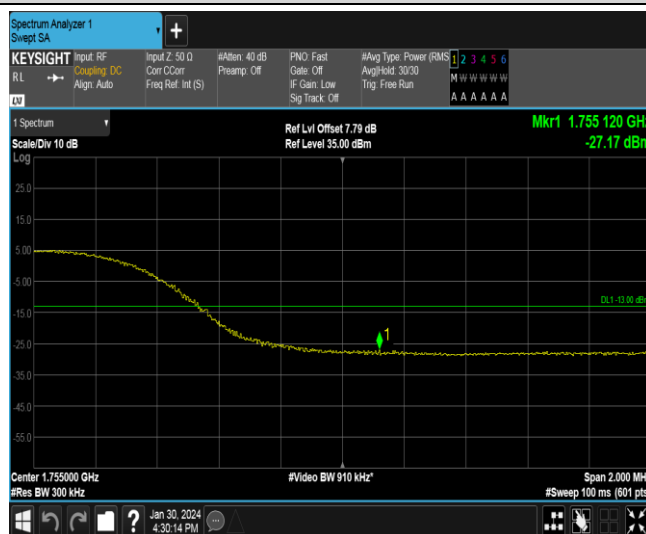 Spectrum Analyzer 1
Swept SA
+
KEYSIGHT Input: RF Input Z: 50 Ω #Atten: 40 dB PNO: Fast #Avg Type: Power (RMS 1 2 3 4 5 6
RL Coupling: DC Corr CCorr Preamp: Off Gate: Off Avg|Hold: 30/30 M W W W W W
Align: Auto Freq Ref: Int (S) IF Gain: Low Trig: Free Run
LXI Sig Track: Off A A A A A A
1 Spectrum Ref Lvl Offset 7.79 dB Mkr1 1.755 120 GHz
Scale/Div 10 dB Ref Level 35.00 dBm -27.17 dBm
Log
25.0
15.0
5.00
-5.00
DL1 -13.00 dBm
-15.0
-25.0
1
-35.0
-45.0
-55.0
Center 1.755000 GHz #Video BW 910 kHz* Span 2.000 MH
#Res BW 300 kHz #Sweep 100 ms (601 pts
? Jan 30, 2024
4:30:14 PM